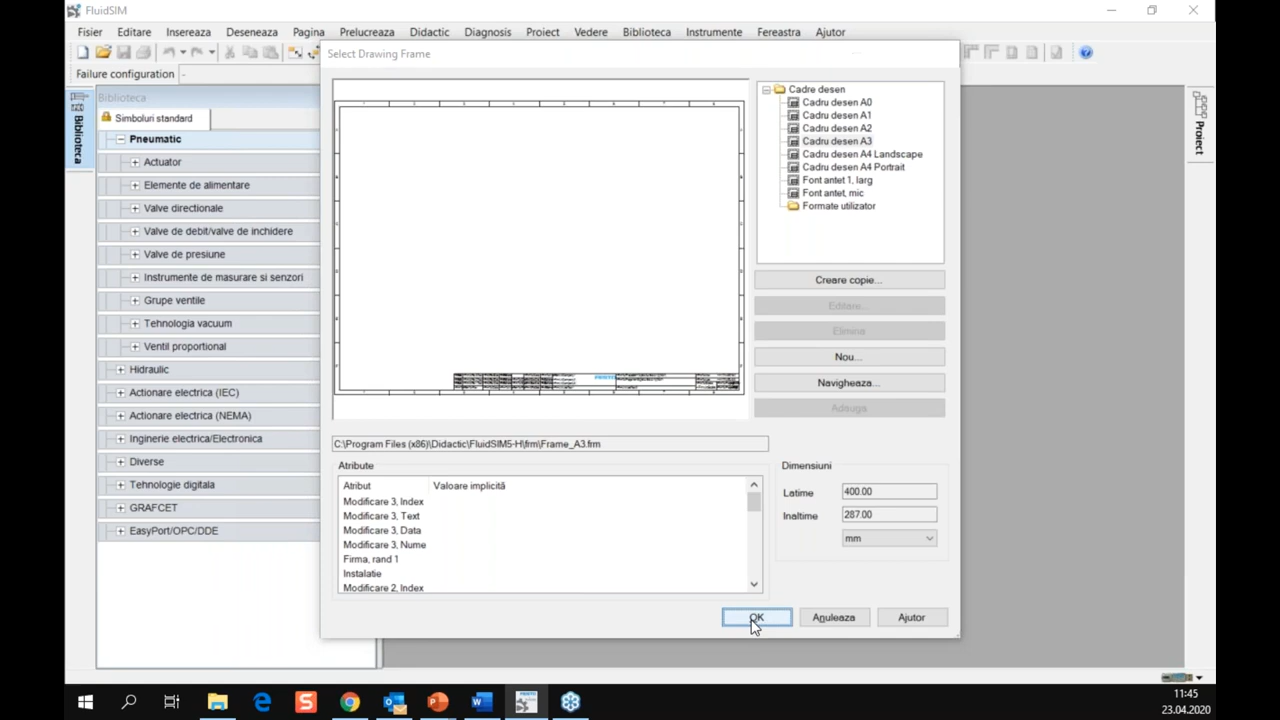 FluidSIM
Fisier Editare Insereaza Deseneaza Pagina Prelucreaza Didactic Diagnosis Proiect Vedere Biblioteca Instrumente Fereastra Ajutor
Failure configuration -
Select Drawing Frame
Biblioteca
Biblioteca
Simboluri standard
Pneumatic
Actuator
Elemente de alimentare
Valve directionale
Valve de debit/valve de inchidere
Valve de presiune
Instrumente de masurare si senzori
Grupe ventile
Tehnologia vacuum
Ventil proportional
Hidraulic
Actionare electrica (IEC)
Actionare electrica (NEMA)
Inginerie electrica/Electronica
Diverse
Tehnologie digitala
GRAFCET
EasyPort/OPC/DDE
FESTO
Cadre desen
Cadru desen A0
Cadru desen A1
Cadru desen A2
Cadru desen A3
Cadru desen A4 Landscape
Cadru desen A4 Portrait
Font antet 1, larg
Font antet, mic
Formate utilizator
Creare copie...
Editare...
Elimina
Nou...
Navigheaza...
Adauga
C:\Program Files (x86)\Didactic\FluidSIM5-H\frm\Frame_A3.frm
Atribute
Atribut Valoare implicită
Modificare 3, Index
Modificare 3, Text
Modificare 3, Data
Modificare 3, Nume
Firma, rand 1
Instalatie
Modificare 2, Index
Dimensiuni
Latime 400.00
Inaltime 287.00
mm
OK Anuleaza Ajutor
Proiect
11:45
23.04.2020